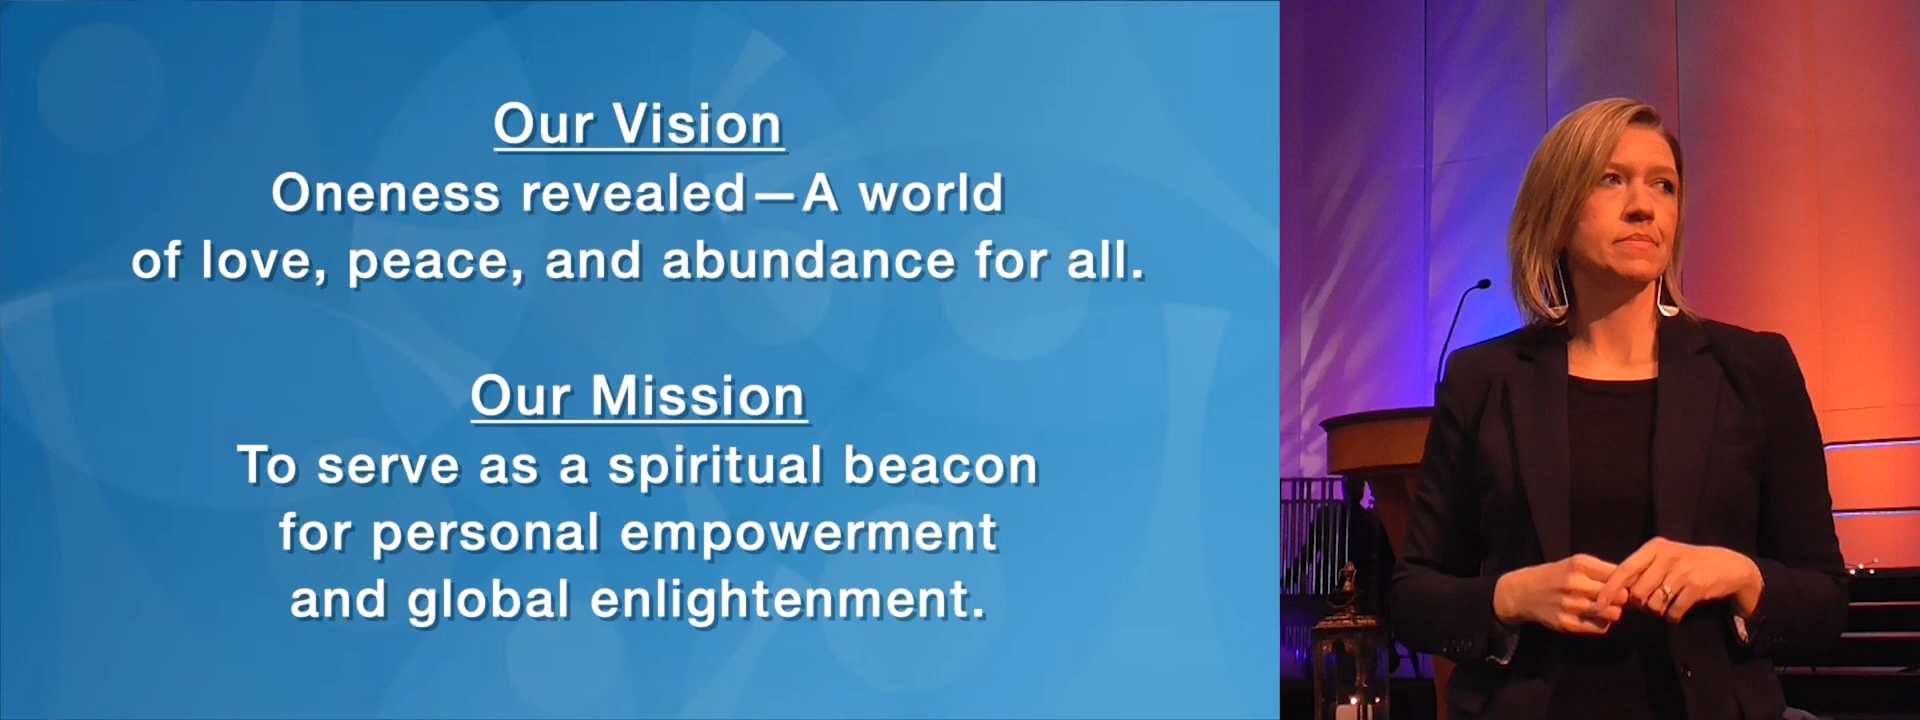 Our Vision
Oneness revealed—A world
of love, peace, and abundance for all.
Our Mission
To serve as a spiritual beacon
for personal empowerment
and global enlightenment.